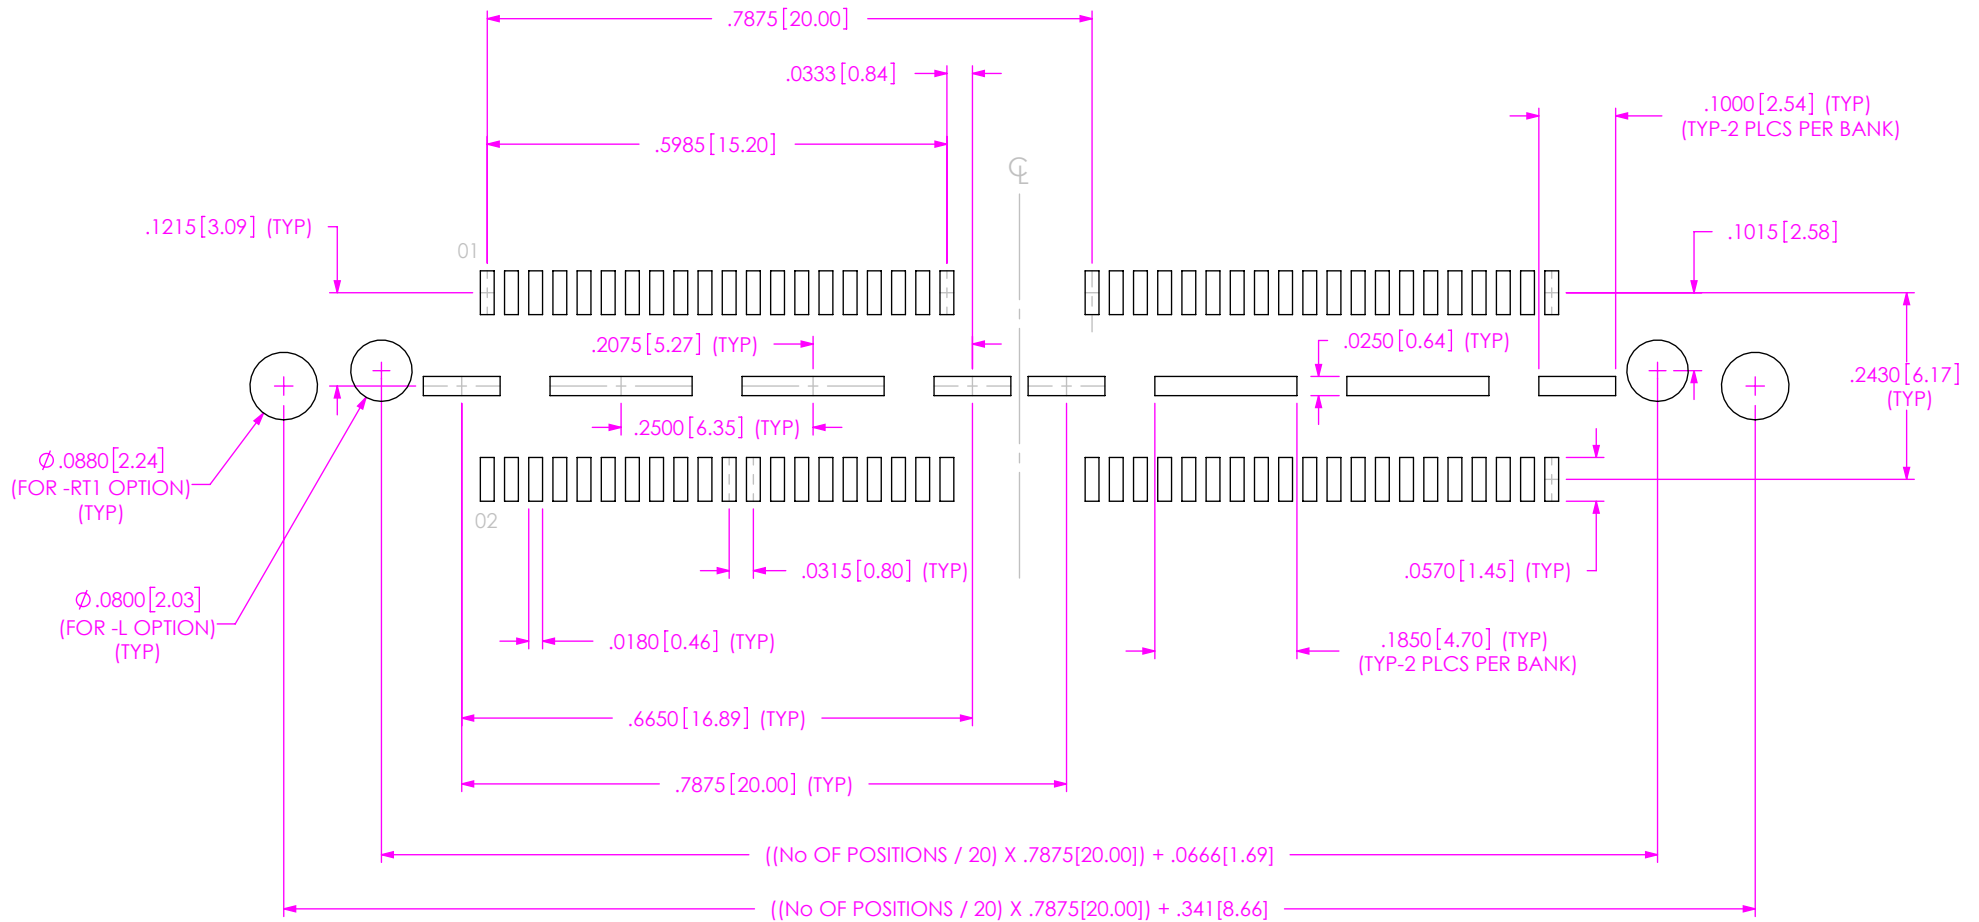 .7875[20.00]
.0333[0.84]
.1000[2.54] (TYP)
(TYP-2 PLCS PER BANK)
.5985[15.20]
℄
.1215[3.09] (TYP)
.1015[2.58]
01
.2075[5.27] (TYP)
.0250[0.64] (TYP)
.2430[6.17]
(TYP)
.2500[6.35] (TYP)
Ø.0880[2.24]
(FOR -RT1 OPTION)
(TYP)
02
.0315[0.80] (TYP)
.0570[1.45] (TYP)
Ø.0800[2.03]
(FOR -L OPTION)
(TYP)
.0180[0.46] (TYP)
.1850[4.70] (TYP)
(TYP-2 PLCS PER BANK)
.6650[16.89] (TYP)
.7875[20.00] (TYP)
((No OF POSITIONS / 20) X .7875[20.00]) + .0666[1.69]
((No OF POSITIONS / 20) X .7875[20.00]) + .341[8.66]